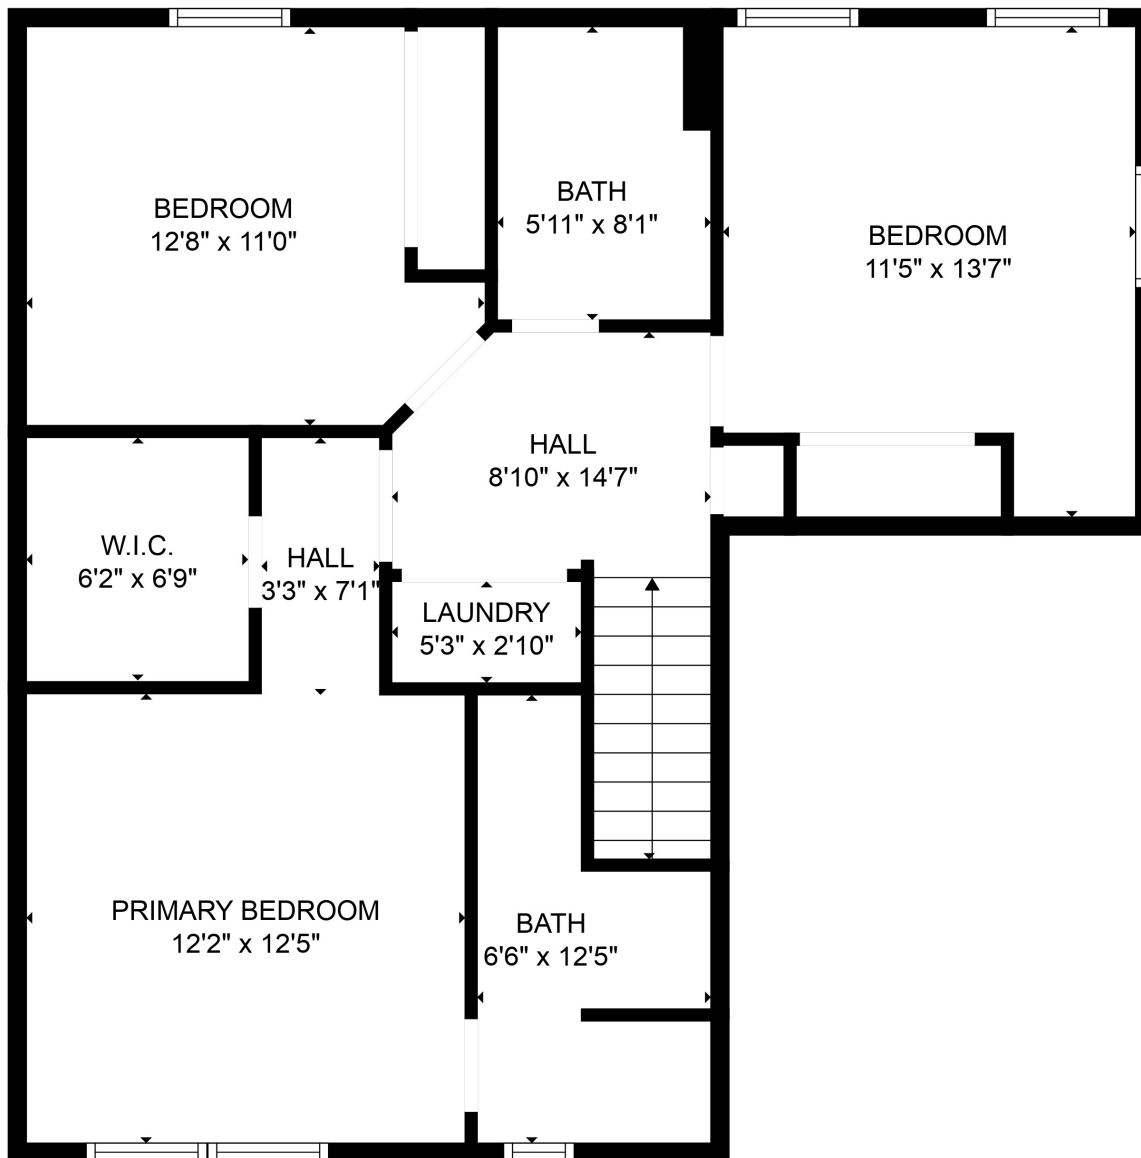 BEDROOM
12'8" x 11'0"
BATH
5'11" x 8'1"
BEDROOM
11'5" x 13'7"
HALL
8'10" x 14'7"
W.I.C.
6'2" x 6'9"
HALL
3'3" x 7'1"
LAUNDRY
5'3" x 2'10"
PRIMARY BEDROOM
12'2" x 12'5"
BATH
6'6" x 12'5"